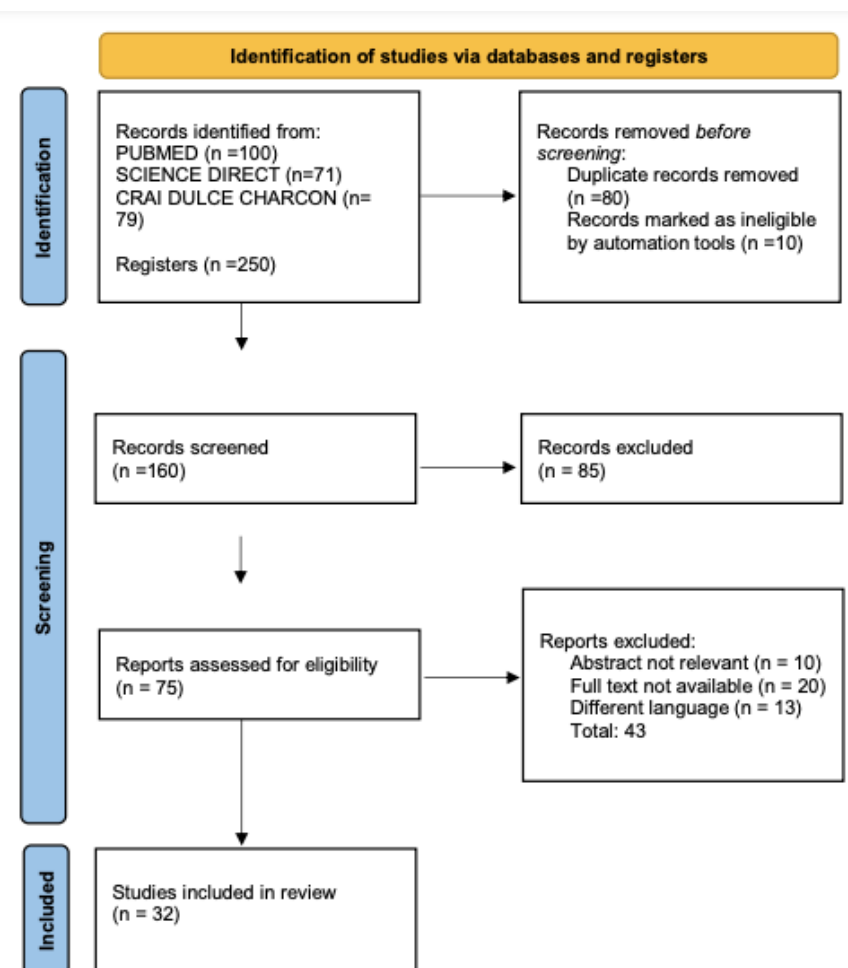 Identification of studies via databases and registers
Identification
Records identified from:
PUBMED (n =100)
SCIENCE DIRECT (n=71)
CRAI DULCE CHARCON (n=
79)
Registers (n =250)
Records removed before
screening:
Duplicate records removed
(n =80)
Records marked as ineligible
by automation tools (n =10)
Screening
Records screened
(n =160)
Records excluded
(n = 85)
Reports assessed for eligibility
(n = 75)
Reports excluded:
Abstract not relevant (n = 10)
Full text not available (n = 20)
Different language (n = 13)
Total: 43
Included
Studies included in review
(n = 32)